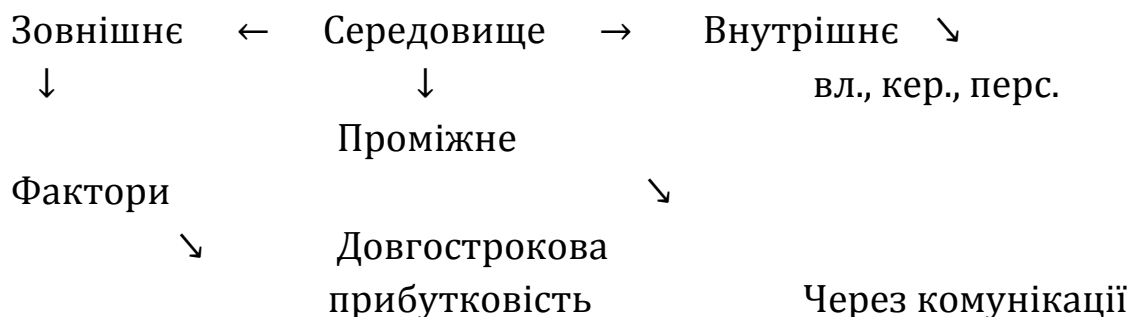 Зовнішнє ← Середовище → Внутрішнє ↘
↓ ↓ вл., кер., перс.
Проміжне
Фактори ↘
↘ Довгострокова
прибутковість Через комунікації